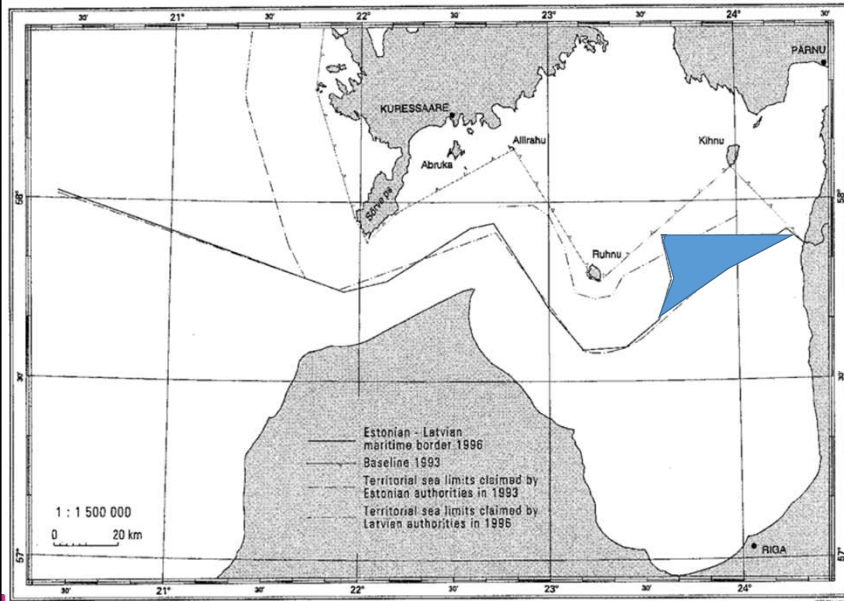 30' 21° 30' 22° 30' 23° 30' 24° 30'
PÄRNU
KURESSAARE
Allirahu
Kihnu
Abruka
58° 58°
Sõrve ps
Ruhnu
30' 30'
Estonian - Latvian
maritime border 1996
Baseline 1993
Territorial sea limits claimed by
Estonian authorities in 1993
Territorial sea limits claimed by
Latvian authorities in 1996
1 : 1 500 000
0 20 km
RIGA
57° 57°
30' 21° 30' 22° 30' 23° 30' 24° 30'